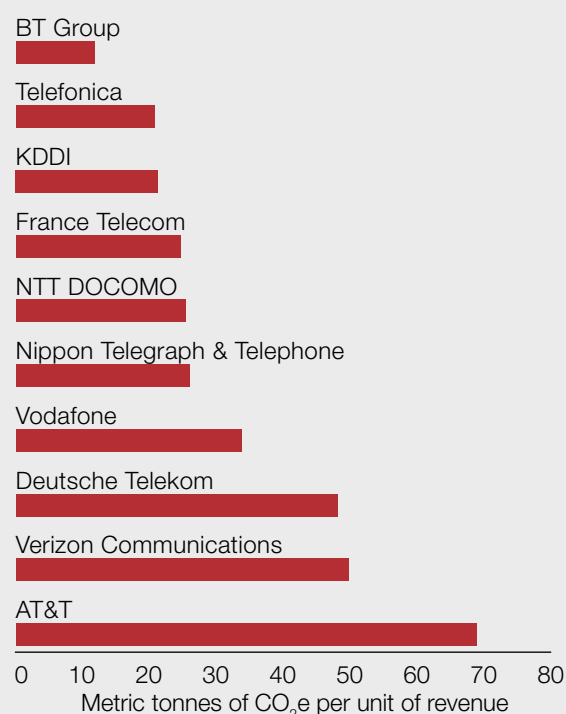 BT Group
Telefonica
KDDI
France Telecom
NTT DOCOMO
Nippon Telegraph & Telephone
Vodafone
Deutsche Telekom
Verizon Communications
AT&T
0 10 20 30 40 50 60 70 80
Metric tonnes of CO₂e per unit of revenue